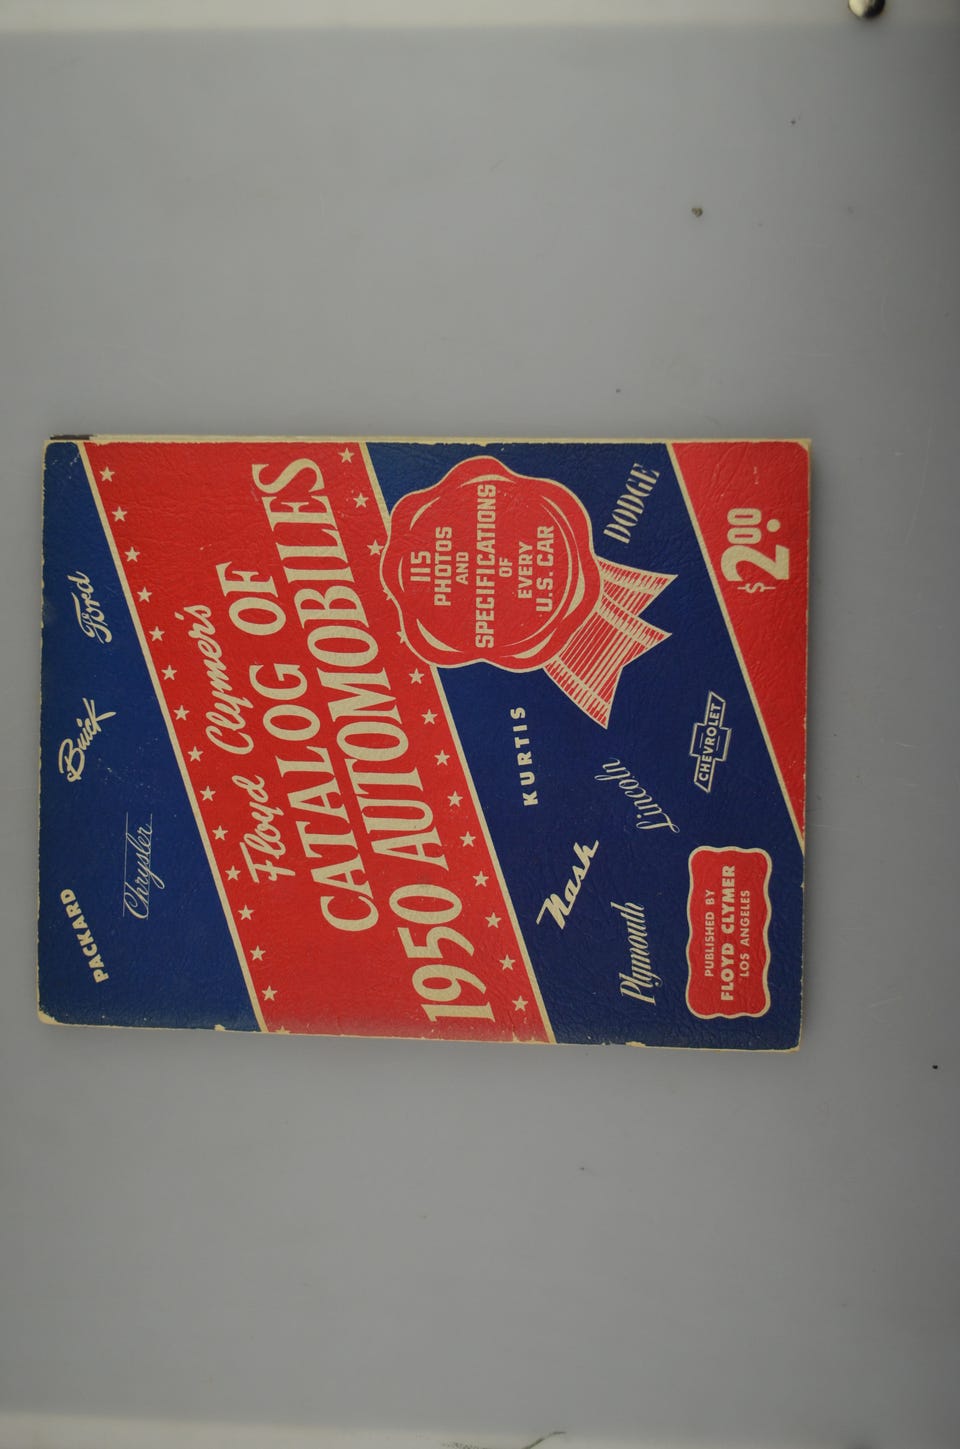 PACKARD
Chrysler
Buick
Ford
Floyd Clymer's
CATALOG OF
1950 AUTOMOBILES
115
PHOTOS
AND
SPECIFICATIONS
OF
EVERY
U.S. CAR
KURTIS
Nash
Lincoln
DODGE
Plymouth
CHEVROLET
PUBLISHED BY
FLOYD CLYMER
LOS ANGELES
$2.00